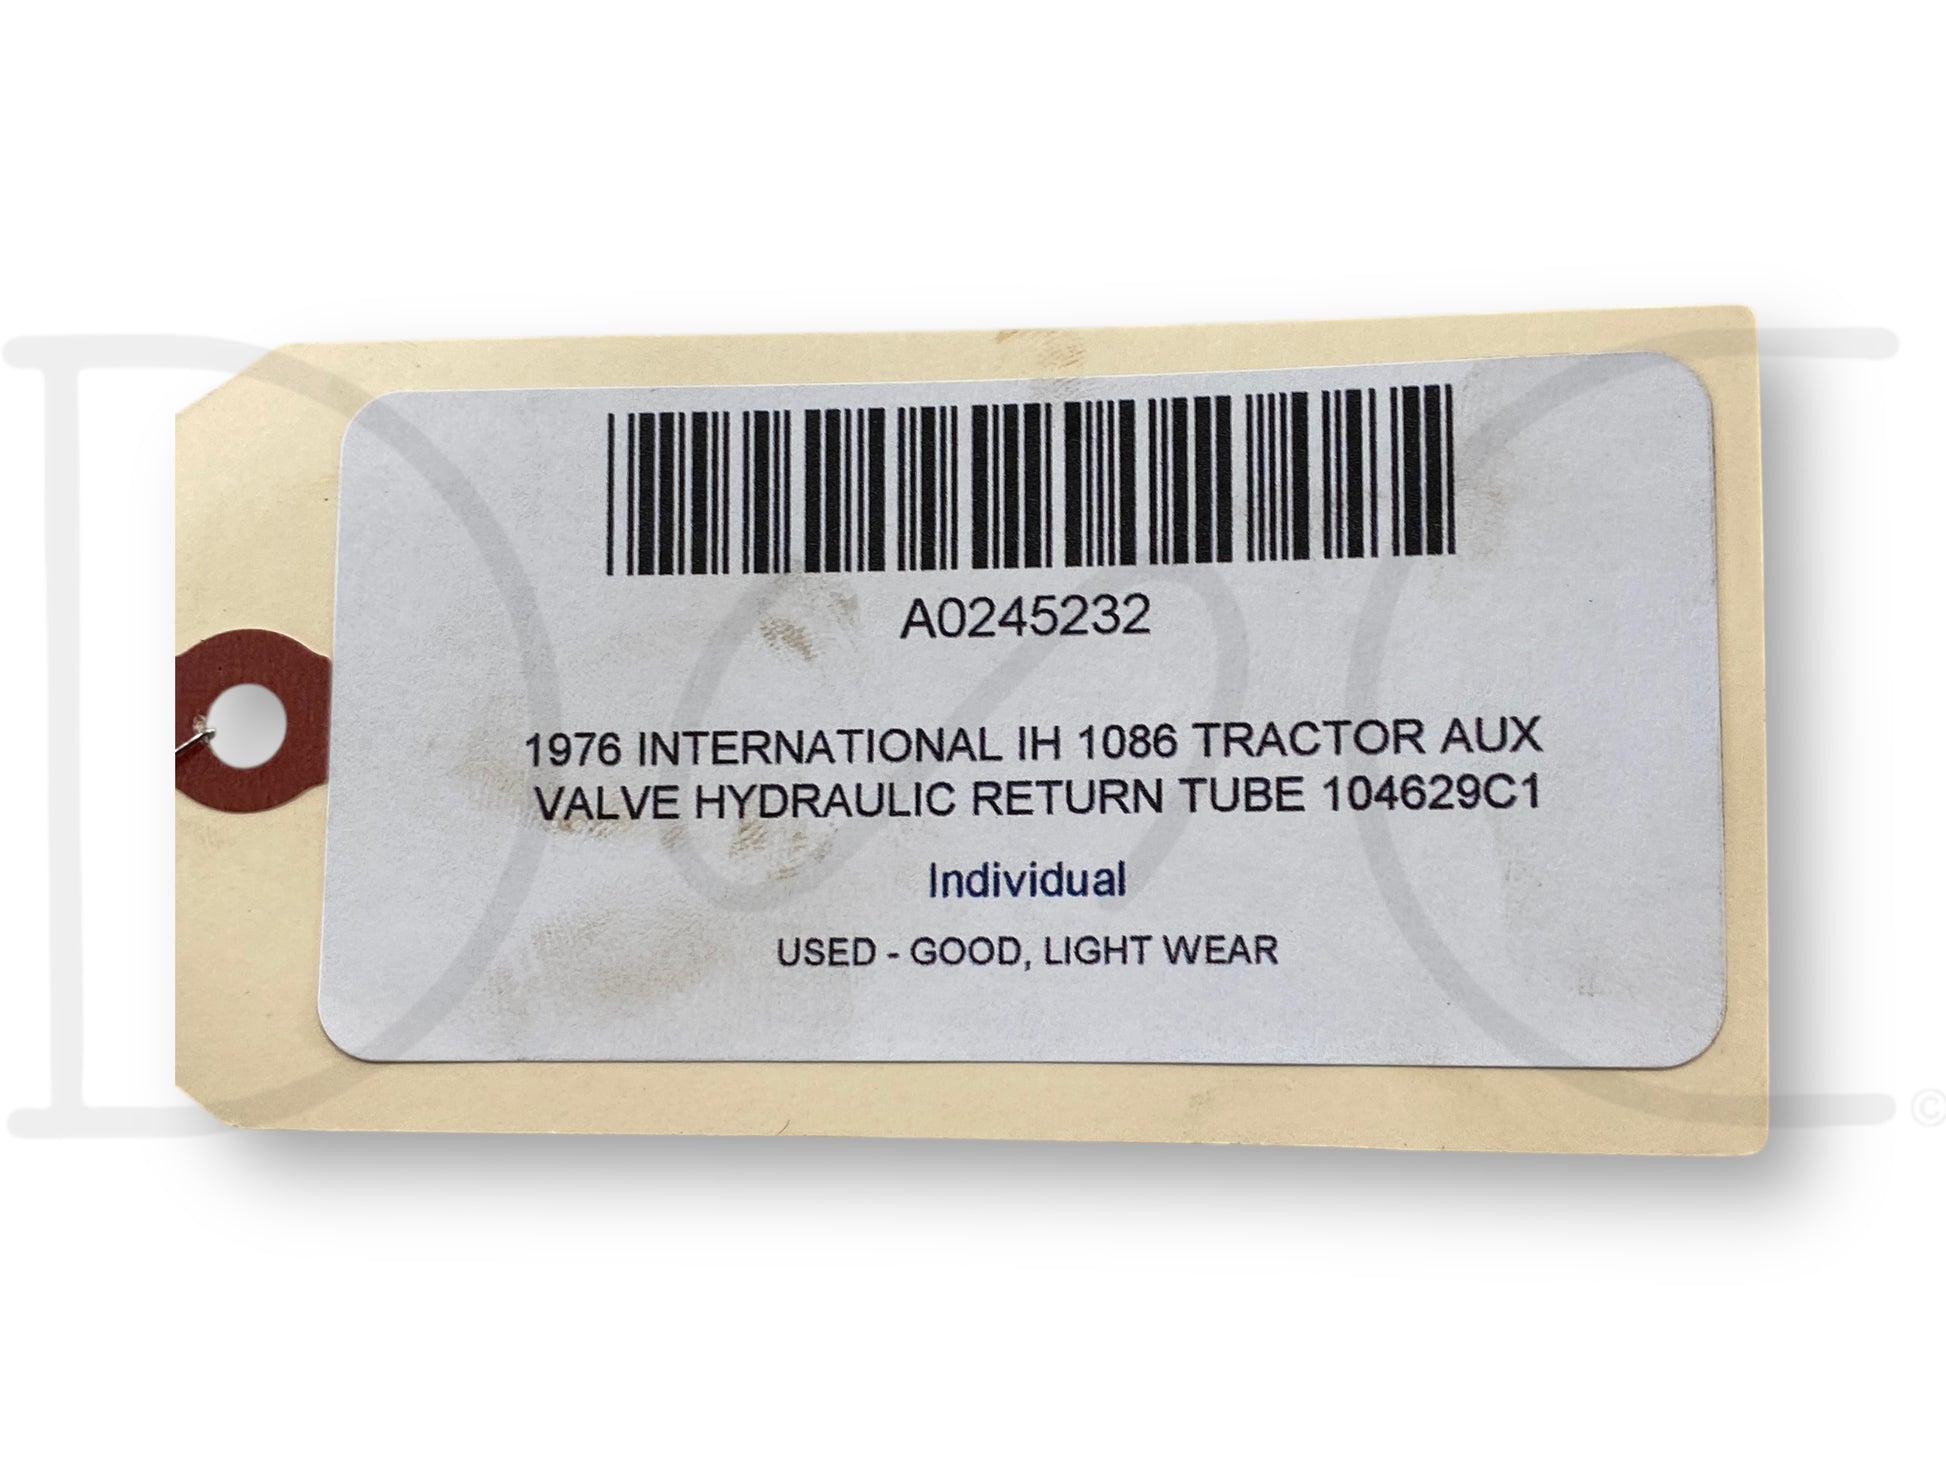 A0245232
1976 INTERNATIONAL IH 1086 TRACTOR AUX
VALVE HYDRAULIC RETURN TUBE 104629C1
Individual
USED - GOOD, LIGHT WEAR
©